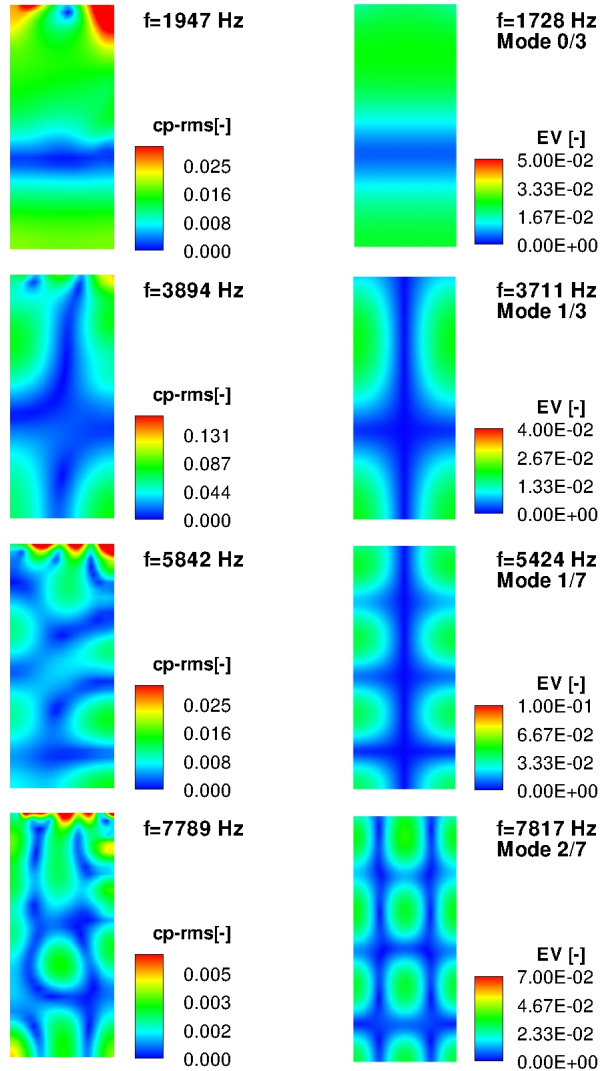 f=1947 Hz
cp-rms[-]
0.025
0.016
0.008
0.000
f=1728 Hz
Mode 0/3
EV [-]
5.00E-02
3.33E-02
1.67E-02
0.00E+00
f=3894 Hz
cp-rms[-]
0.131
0.087
0.044
0.000
f=3711 Hz
Mode 1/3
EV [-]
4.00E-02
2.67E-02
1.33E-02
0.00E+00
f=5842 Hz
cp-rms[-]
0.025
0.016
0.008
0.000
f=5424 Hz
Mode 1/7
EV [-]
1.00E-01
6.67E-02
3.33E-02
0.00E+00
f=7789 Hz
cp-rms[-]
0.005
0.003
0.002
0.000
f=7817 Hz
Mode 2/7
EV [-]
7.00E-02
4.67E-02
2.33E-02
0.00E+00